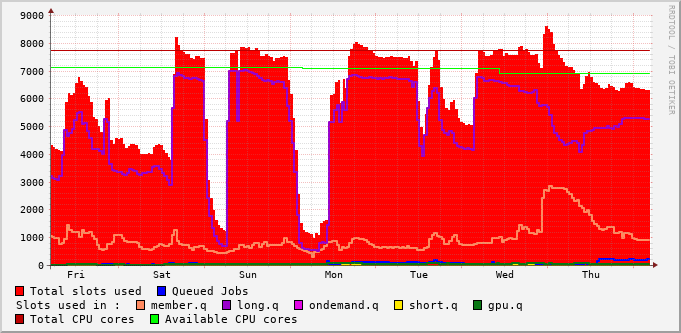 9000
8000
7000
6000
5000
4000
3000
2000
1000
0
Fri Sat Sun Mon Tue Wed Thu
RRDTOOL / TOBI OETIKER
Total slots used Queued Jobs
Slots used in : member.q long.q ondemand.q short.q gpu.q
Total CPU cores Available CPU cores